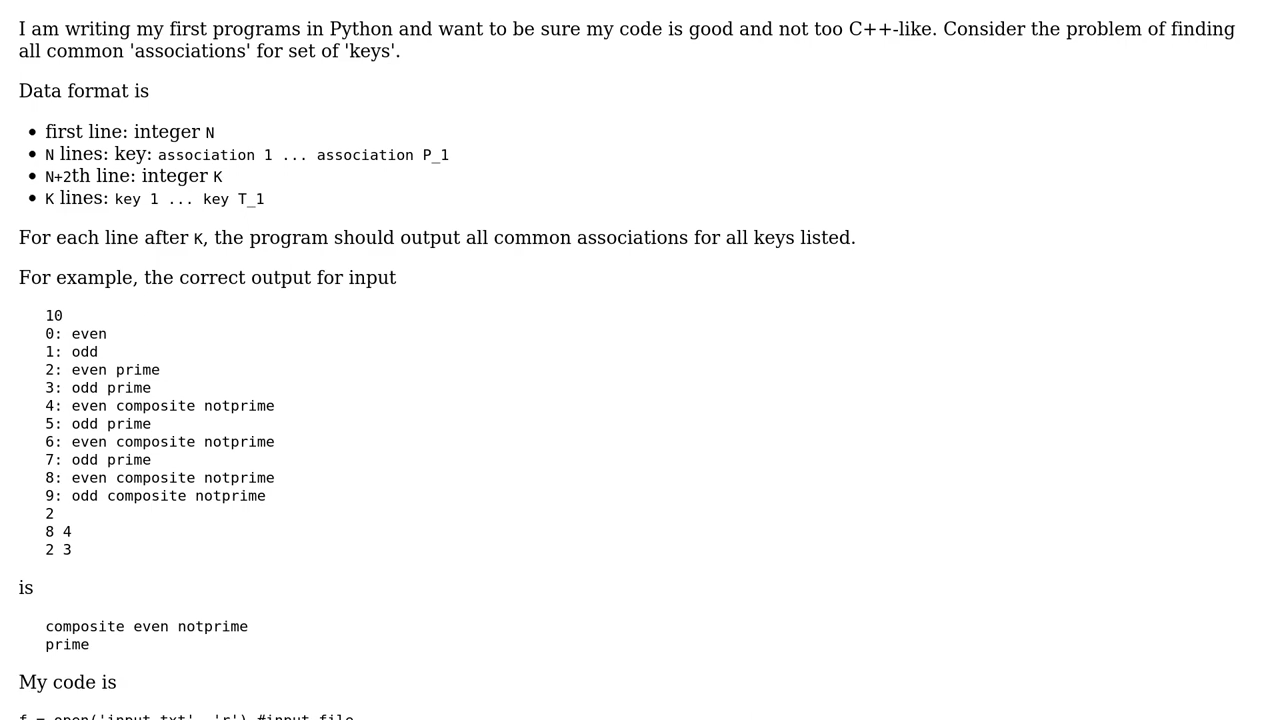 I am writing my first programs in Python and want to be sure my code is good and not too C++-like. Consider the problem of finding
all common 'associations' for set of 'keys'.
Data format is
first line: integer N
N lines: key: association 1 ... association P_1
N+2th line: integer K
K lines: key 1 ... key T_1
For each line after K, the program should output all common associations for all keys listed.
For example, the correct output for input
10
0: even
1: odd
2: even prime
3: odd prime
4: even composite notprime
5: odd prime
6: even composite notprime
7: odd prime
8: even composite notprime
9: odd composite notprime
2
8 4
2 3
is
composite even notprime
prime
My code is
f = open('input.txt', 'r') #input file